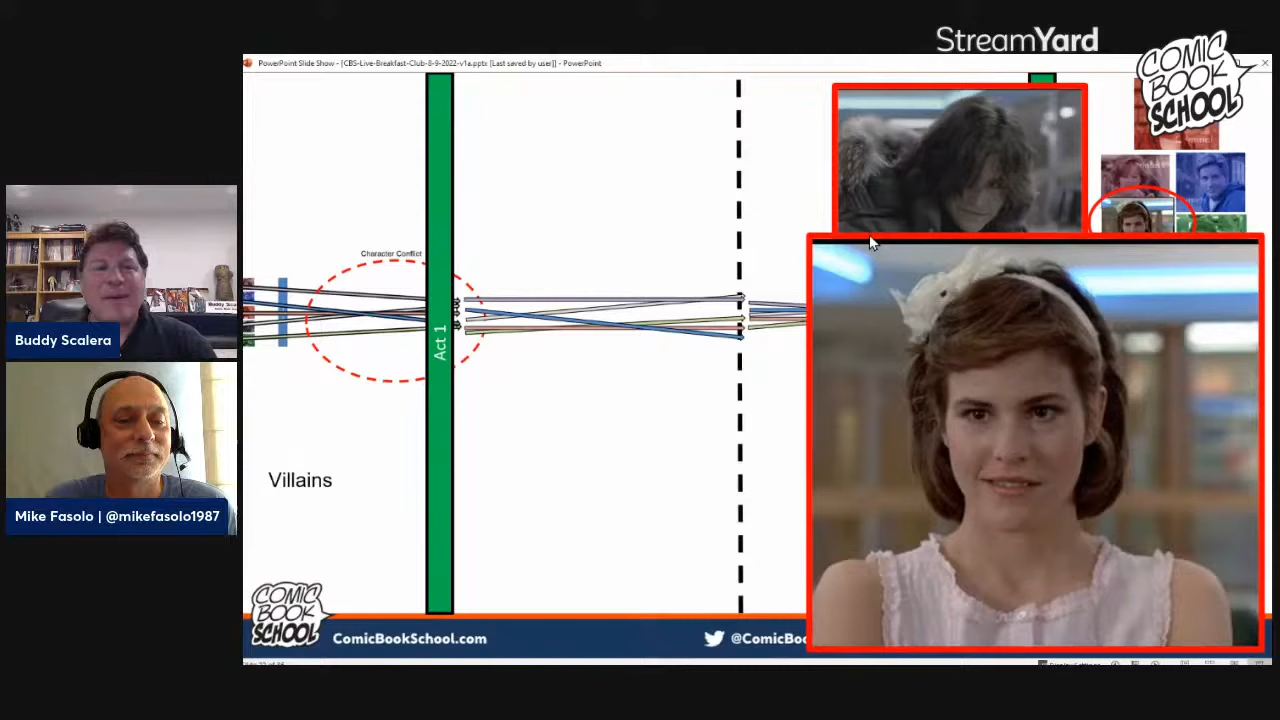 StreamYard
PowerPoint Slide Show - [CBS-Live-Breakfast-Club-8-9-2022-v1a.pptx [Last saved by user]] - PowerPoint
COMIC
BOOK
SCHOOL
Character Conflict
Act 1
Buddy Scalera
Villains
Mike Fasolo | @mikefasolo1987
COMIC
BOOK
SCHOOL
ComicBookSchool.com
@ComicBo